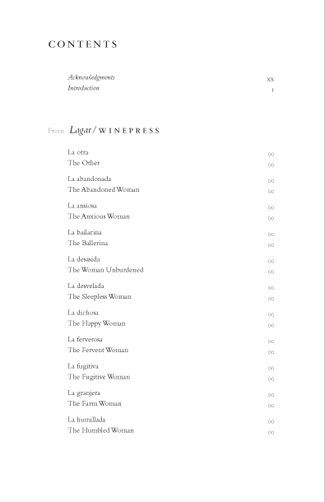 CONTENTS
Acknowledgments xx
Introduction 1
From Lagar / WINEPRESS
La otra 00
The Other 00
La abandonada 00
The Abandoned Woman 00
La ansiosa 00
The Anxious Woman 00
La bailarina 00
The Ballerina 00
La desasida 00
The Woman Unburdened 00
La desvelada 00
The Sleepless Woman 00
La dichosa 00
The Happy Woman 00
La ferverosa 00
The Fervent Woman 00
La fugitiva 00
The Fugitive Woman 00
La granjera 00
The Farm Woman 00
La humillada 00
The Humbled Woman 00